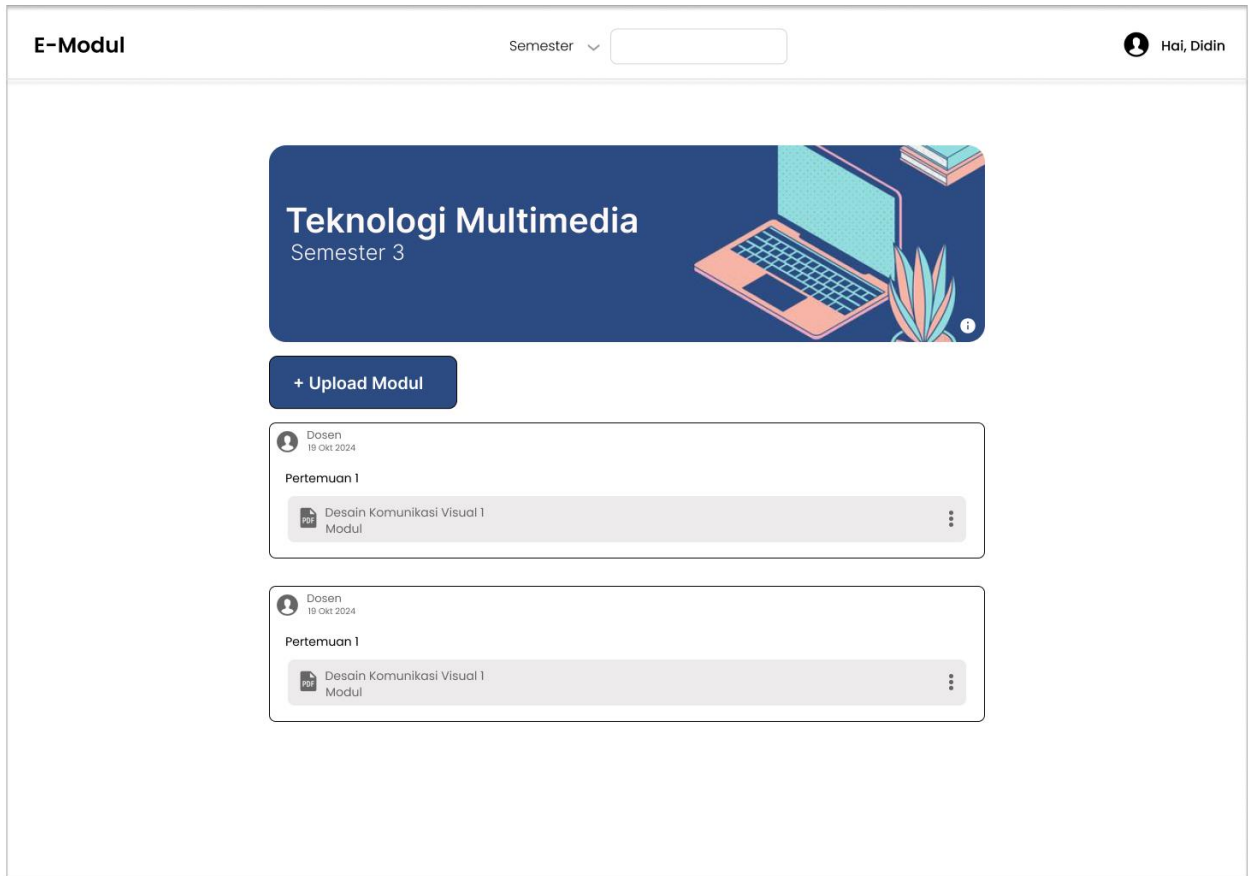 E-Modul
Semester
Hai, Didin
Teknologi Multimedia
Semester 3
+ Upload Modul
Dosen
19 Okt 2024
Pertemuan 1
PDF
Desain Komunikasi Visual 1
Modul
Dosen
19 Okt 2024
Pertemuan 1
PDF
Desain Komunikasi Visual 1
Modul